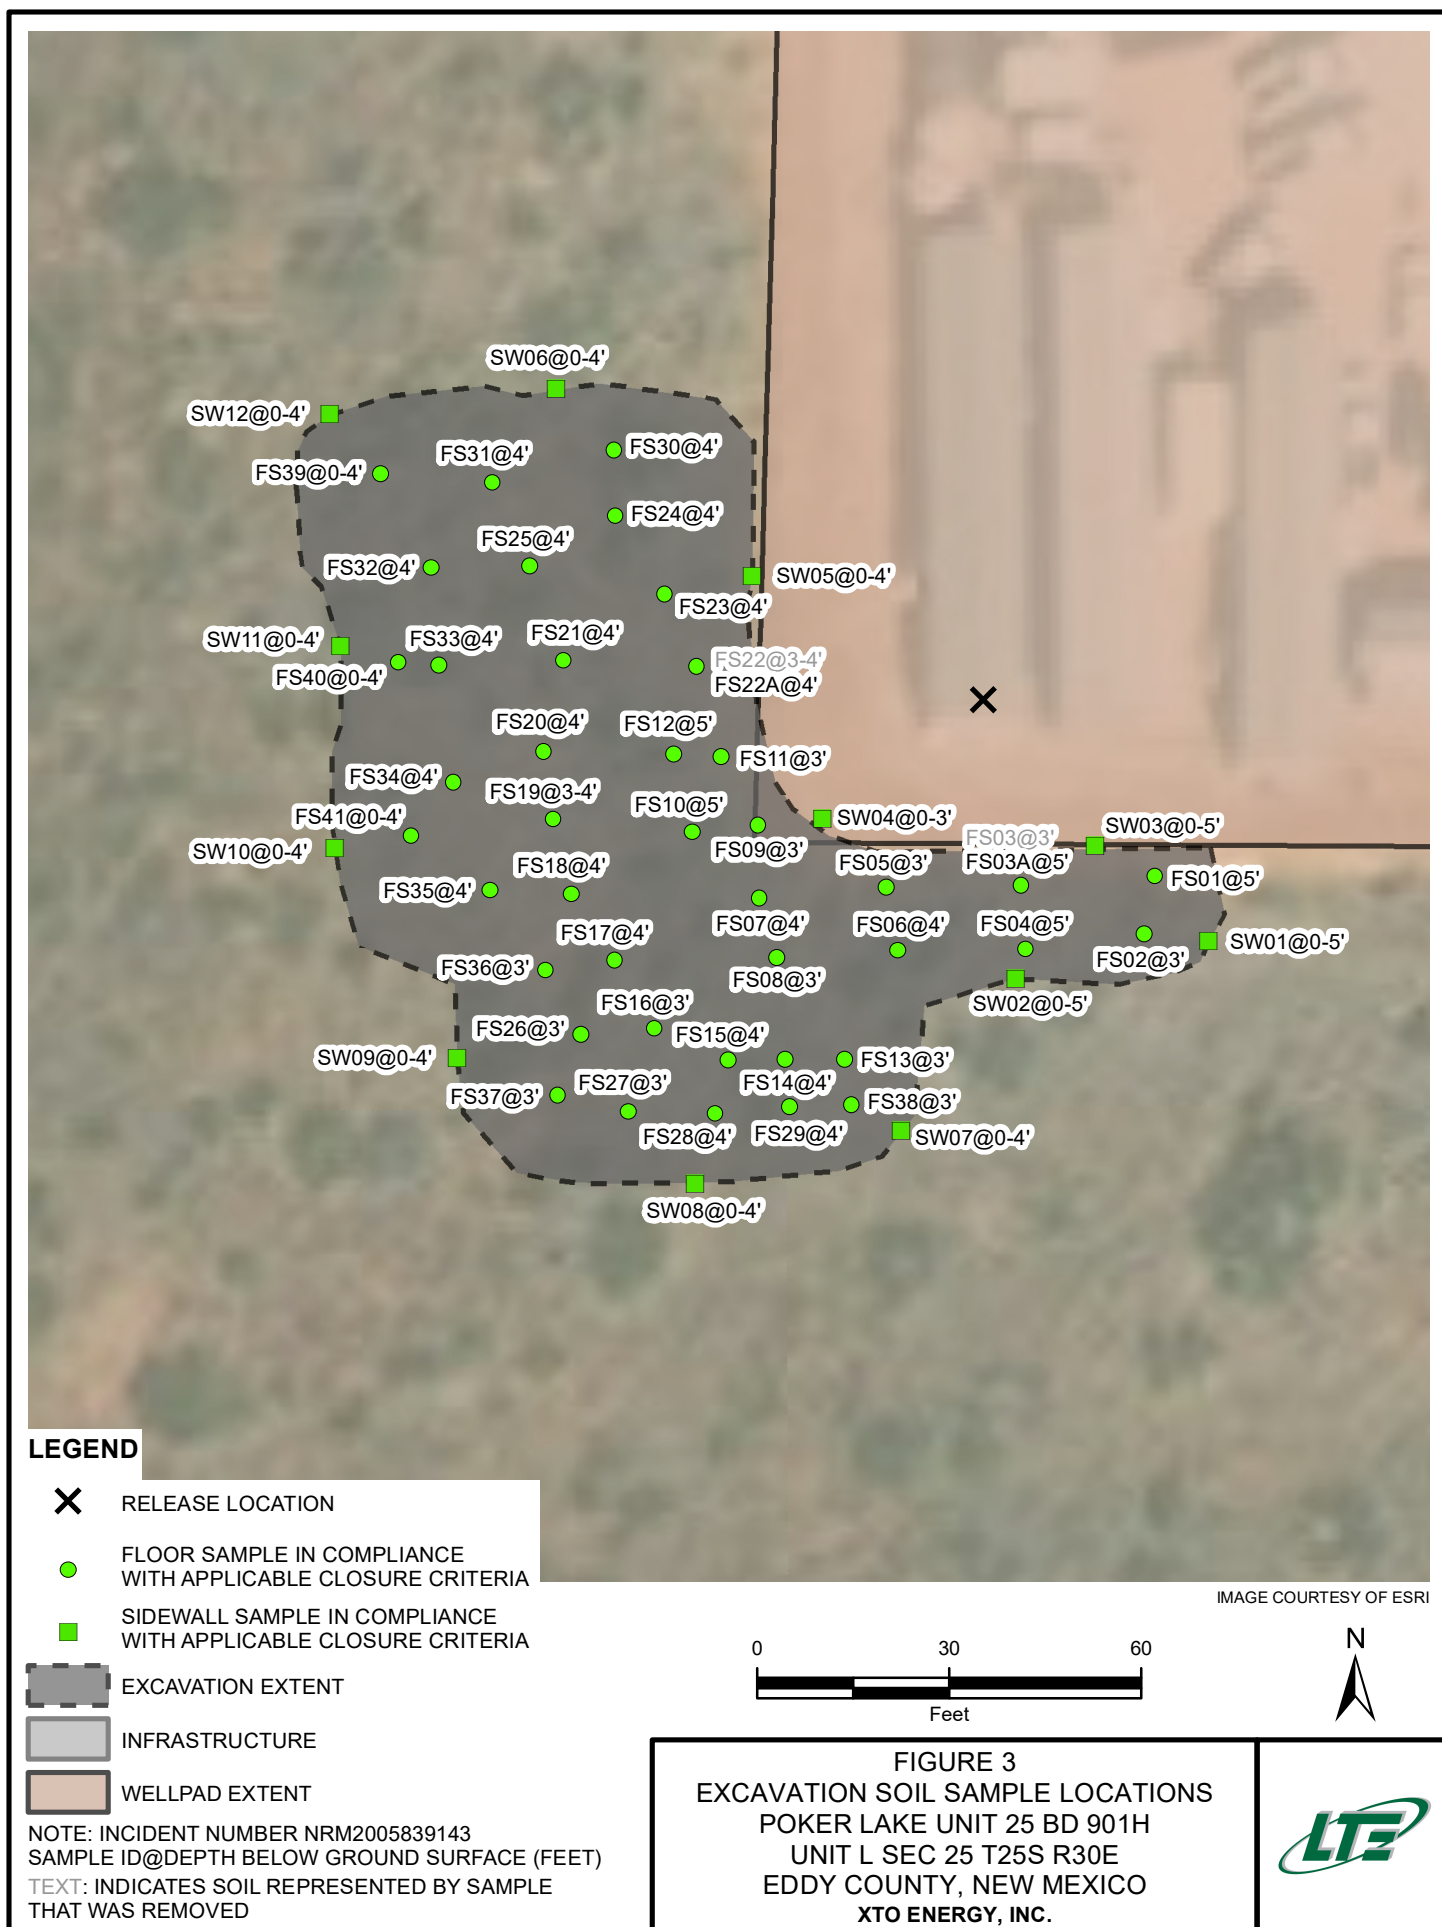 SW06@0-4'
SW12@0-4'
FS30@4'
FS31@4'
FS39@0-4'
FS24@4'
FS25@4'
FS32@4'
SW05@0-4'
FS23@4'
FS21@4'
SW11@0-4'
FS33@4'
FS22@3-4'
FS40@0-4'
FS22A@4'
FS20@4'
FS12@5'
FS11@3'
FS34@4'
FS19@3-4'
FS10@5'
FS41@0-4'
SW04@0-3'
SW03@0-5'
FS03@3'
FS09@3'
SW10@0-4'
FS05@3'
FS03A@5'
FS18@4'
FS01@5'
FS35@4'
FS07@4'
FS06@4'
FS04@5'
FS17@4'
SW01@0-5'
FS02@3'
FS36@3'
FS08@3'
SW02@0-5'
FS16@3'
FS26@3'
FS15@4'
SW09@0-4'
FS13@3'
FS14@4'
FS27@3'
FS37@3'
FS38@3'
FS28@4'
FS29@4'
SW07@0-4'
SW08@0-4'
LEGEND
RELEASE LOCATION
FLOOR SAMPLE IN COMPLIANCE
WITH APPLICABLE CLOSURE CRITERIA
SIDEWALL SAMPLE IN COMPLIANCE
WITH APPLICABLE CLOSURE CRITERIA
EXCAVATION EXTENT
INFRASTRUCTURE
WELLPAD EXTENT
NOTE: INCIDENT NUMBER NRM2005839143
SAMPLE ID@DEPTH BELOW GROUND SURFACE (FEET)
TEXT: INDICATES SOIL REPRESENTED BY SAMPLE
THAT WAS REMOVED
IMAGE COURTESY OF ESRI
0 30 60
Feet
N
FIGURE 3
EXCAVATION SOIL SAMPLE LOCATIONS
POKER LAKE UNIT 25 BD 901H
UNIT L SEC 25 T25S R30E
EDDY COUNTY, NEW MEXICO
XTO ENERGY, INC.
LTE